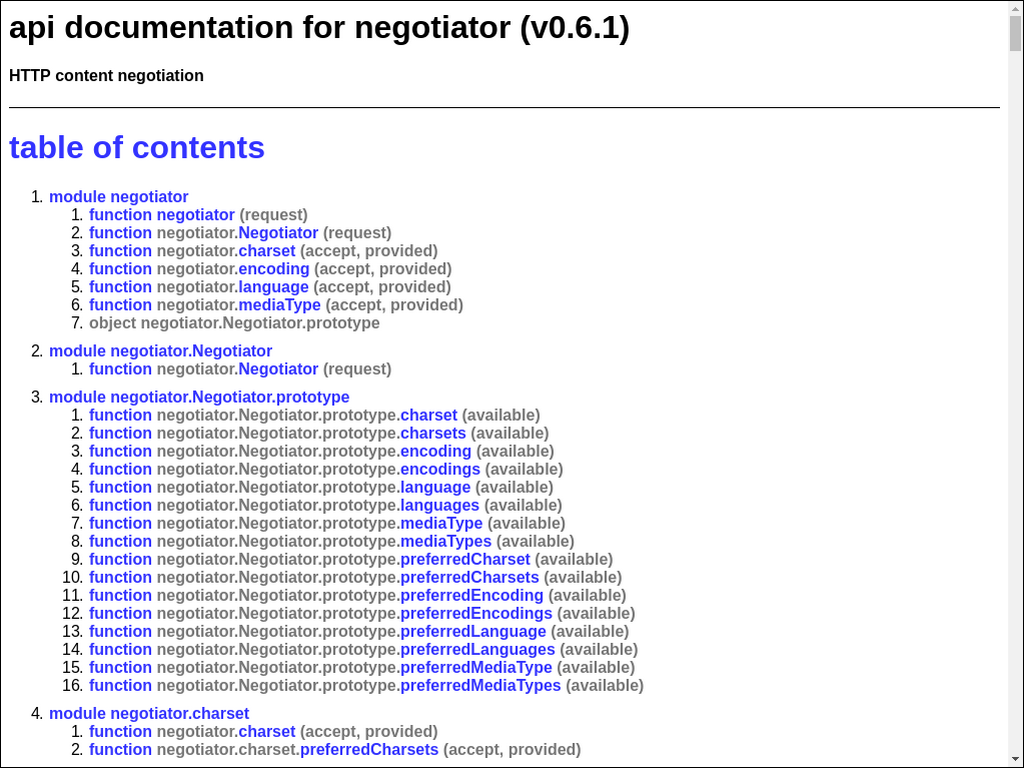 api documentation for negotiator (v0.6.1)
HTTP content negotiation
table of contents
1. module negotiator
1. function negotiator (request)
2. function negotiator.Negotiator (request)
3. function negotiator.charset (accept, provided)
4. function negotiator.encoding (accept, provided)
5. function negotiator.language (accept, provided)
6. function negotiator.mediaType (accept, provided)
7. object negotiator.Negotiator.prototype
2. module negotiator.Negotiator
1. function negotiator.Negotiator (request)
3. module negotiator.Negotiator.prototype
1. function negotiator.Negotiator.prototype.charset (available)
2. function negotiator.Negotiator.prototype.charsets (available)
3. function negotiator.Negotiator.prototype.encoding (available)
4. function negotiator.Negotiator.prototype.encodings (available)
5. function negotiator.Negotiator.prototype.language (available)
6. function negotiator.Negotiator.prototype.languages (available)
7. function negotiator.Negotiator.prototype.mediaType (available)
8. function negotiator.Negotiator.prototype.mediaTypes (available)
9. function negotiator.Negotiator.prototype.preferredCharset (available)
10. function negotiator.Negotiator.prototype.preferredCharsets (available)
11. function negotiator.Negotiator.prototype.preferredEncoding (available)
12. function negotiator.Negotiator.prototype.preferredEncodings (available)
13. function negotiator.Negotiator.prototype.preferredLanguage (available)
14. function negotiator.Negotiator.prototype.preferredLanguages (available)
15. function negotiator.Negotiator.prototype.preferredMediaType (available)
16. function negotiator.Negotiator.prototype.preferredMediaTypes (available)
4. module negotiator.charset
1. function negotiator.charset (accept, provided)
2. function negotiator.charset.preferredCharsets (accept, provided)